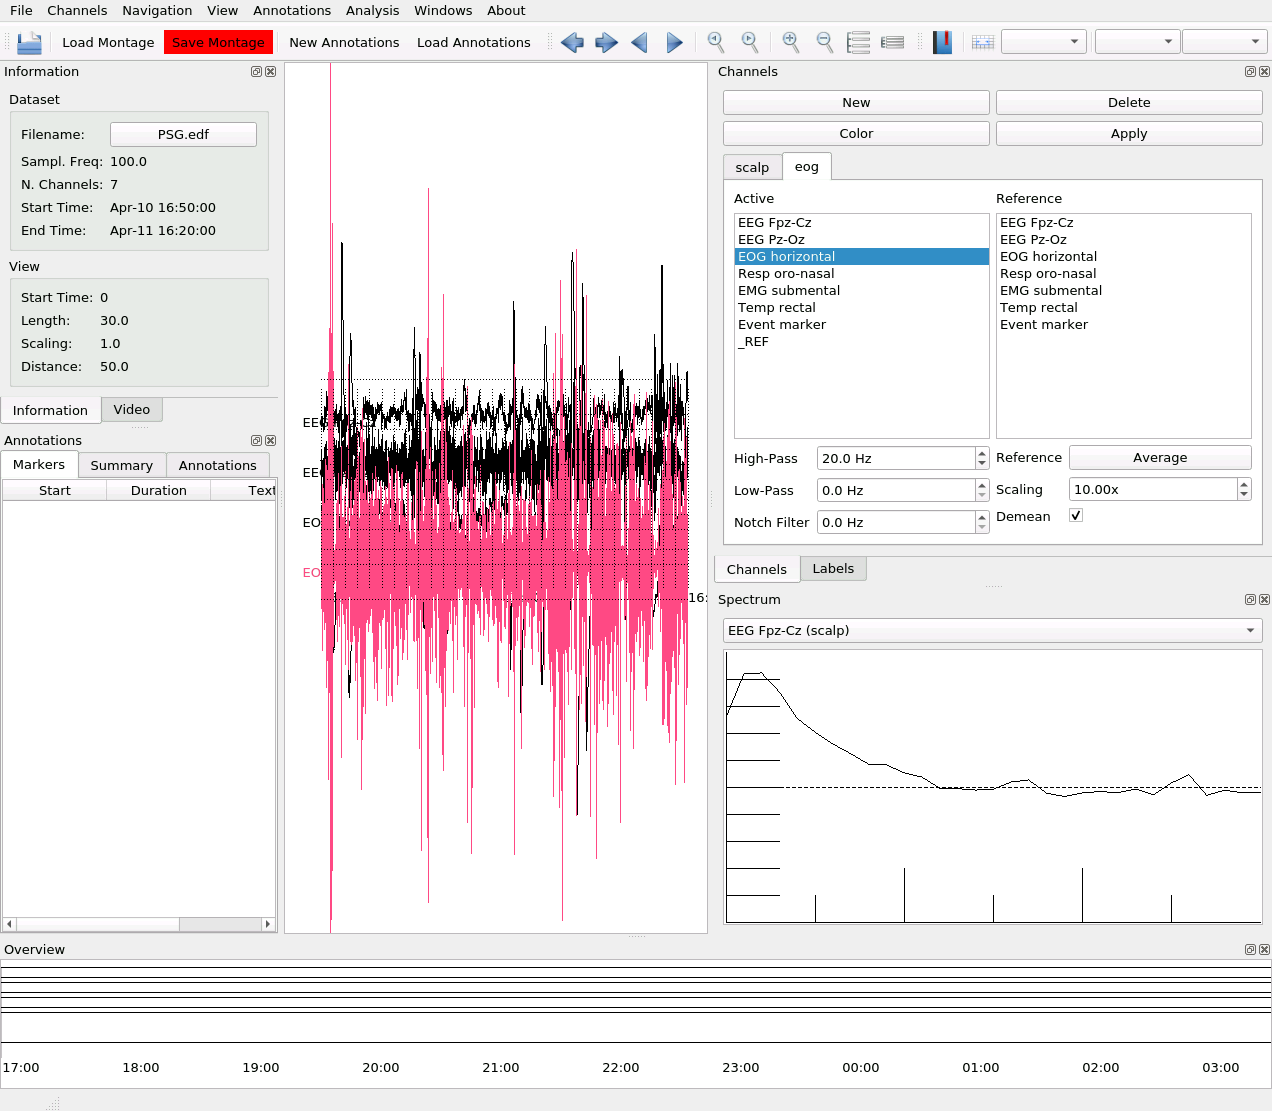 File Channels Navigation View Annotations Analysis Windows About
Load Montage Save Montage New Annotations Load Annotations
Information
Dataset
Filename: PSG.edf
Sampl. Freq: 100.0
N. Channels: 7
Start Time: Apr-10 16:50:00
End Time: Apr-11 16:20:00
View
Start Time: 0
Length: 30.0
Scaling: 1.0
Distance: 50.0
Information Video
Annotations
Markers Summary Annotations
Start Duration Text
EE
EE
EO
EO
16:
Channels
New Delete
Color Apply
scalp eog
Active Reference
EEG Fpz-Cz EEG Fpz-Cz
EEG Pz-Oz EEG Pz-Oz
EOG horizontal EOG horizontal
Resp oro-nasal Resp oro-nasal
EMG submental EMG submental
Temp rectal Temp rectal
Event marker Event marker
_REF
High-Pass 20.0 Hz Reference Average
Low-Pass 0.0 Hz Scaling 10.00x
Notch Filter 0.0 Hz Demean
Channels Labels
Spectrum
EEG Fpz-Cz (scalp)
Overview
17:00 18:00 19:00 20:00 21:00 22:00 23:00 00:00 01:00 02:00 03:00